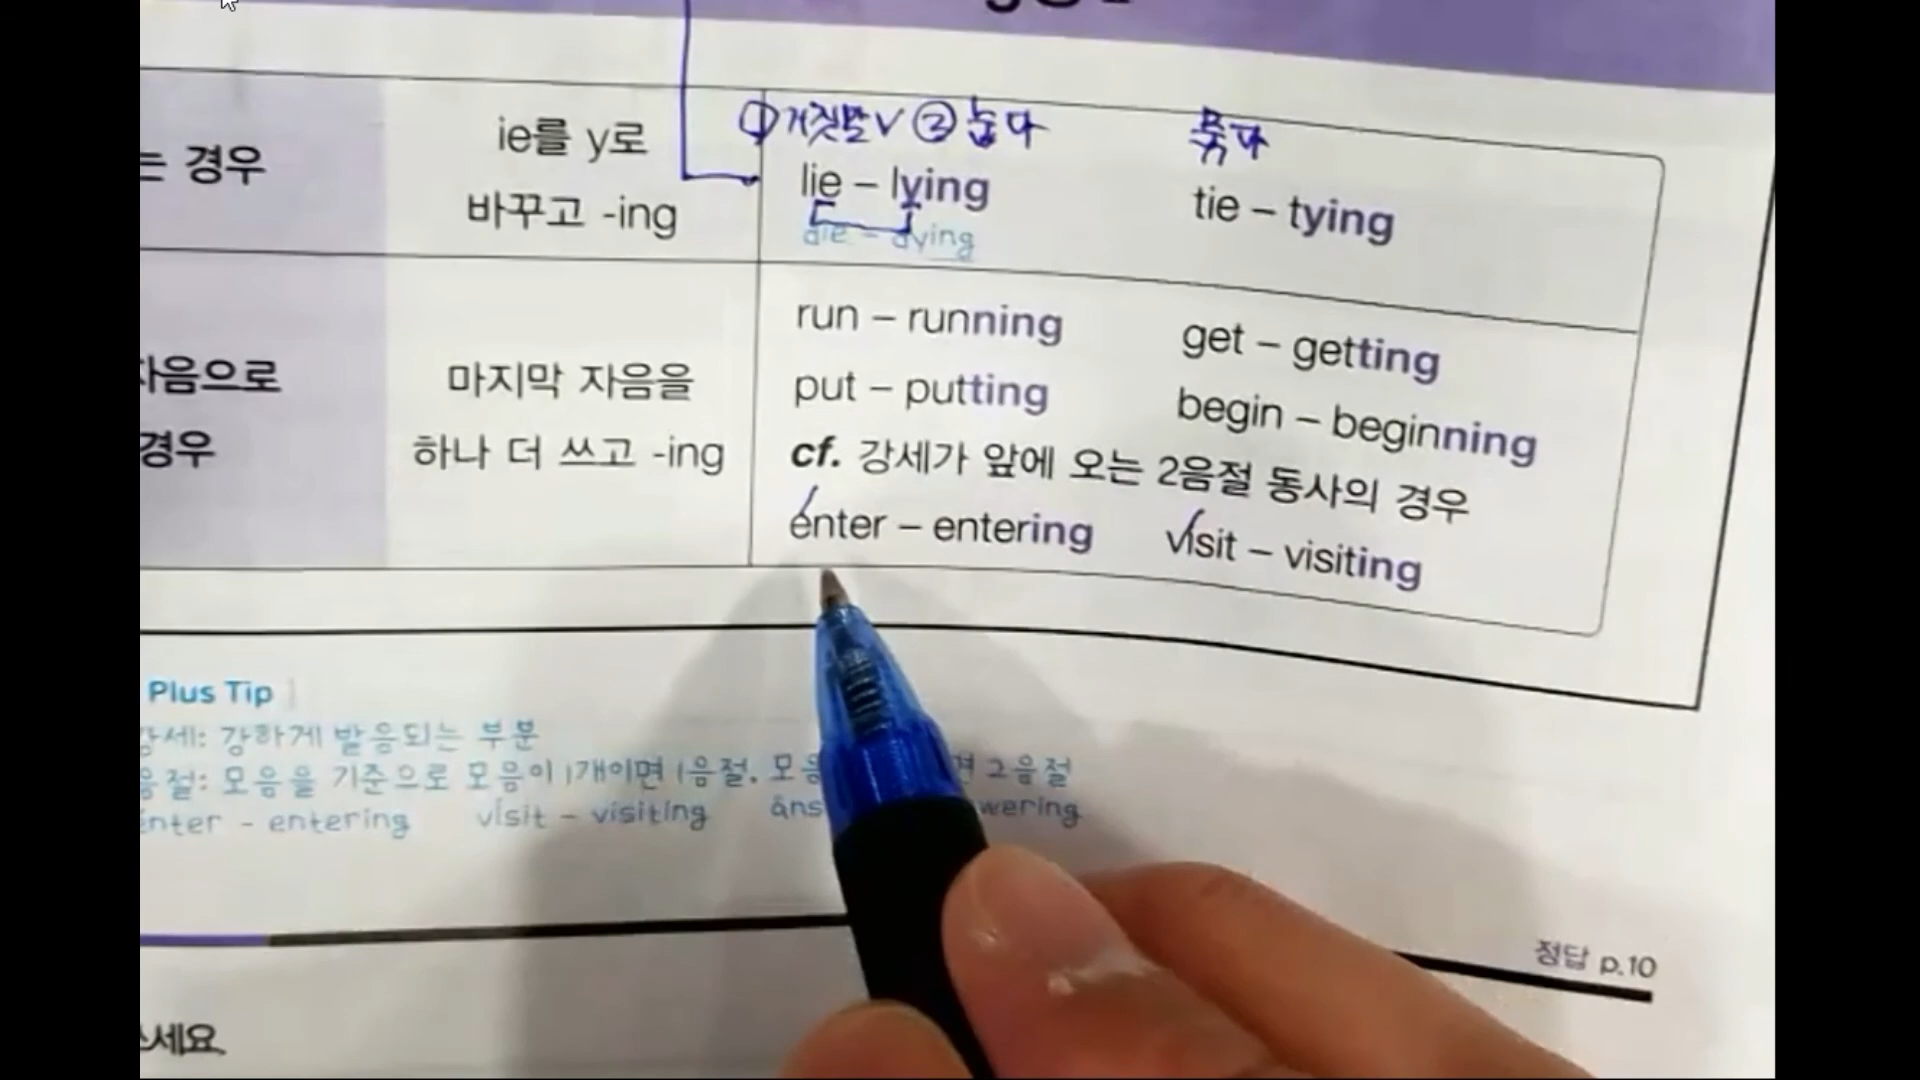 ie를 y로
는 경우
바꾸고 -ing
①거짓말V ②눕다
묶다
lie – lying
tie – tying
die – dying
자음으로
경우
마지막 자음을
하나 더 쓰고 -ing
run – running
get – getting
put – putting
begin – beginning
cf. 강세가 앞에 오는 2음절 동사의 경우
enter – entering
visit – visiting
Plus Tip
강세: 강하게 발음되는 부분
음절: 모음을 기준으로 모음이 1개이면 1음절, 모음 면 2음절
énter - entering vísit – visiting áns wering
정답 p.10
세요.